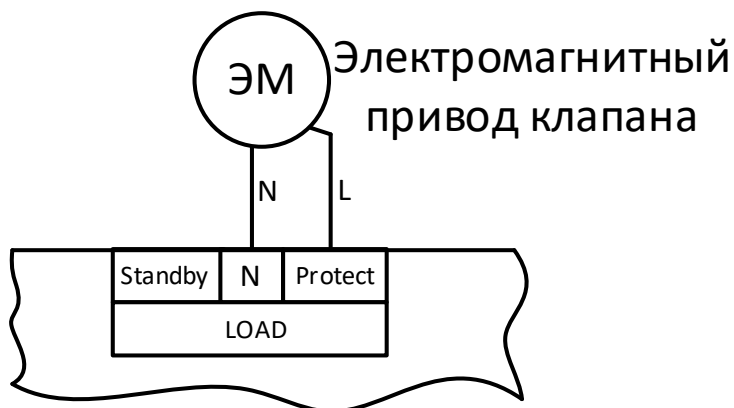 ЭМ
Электромагнитный
привод клапана
N
L
Standby
N
Protect
LOAD